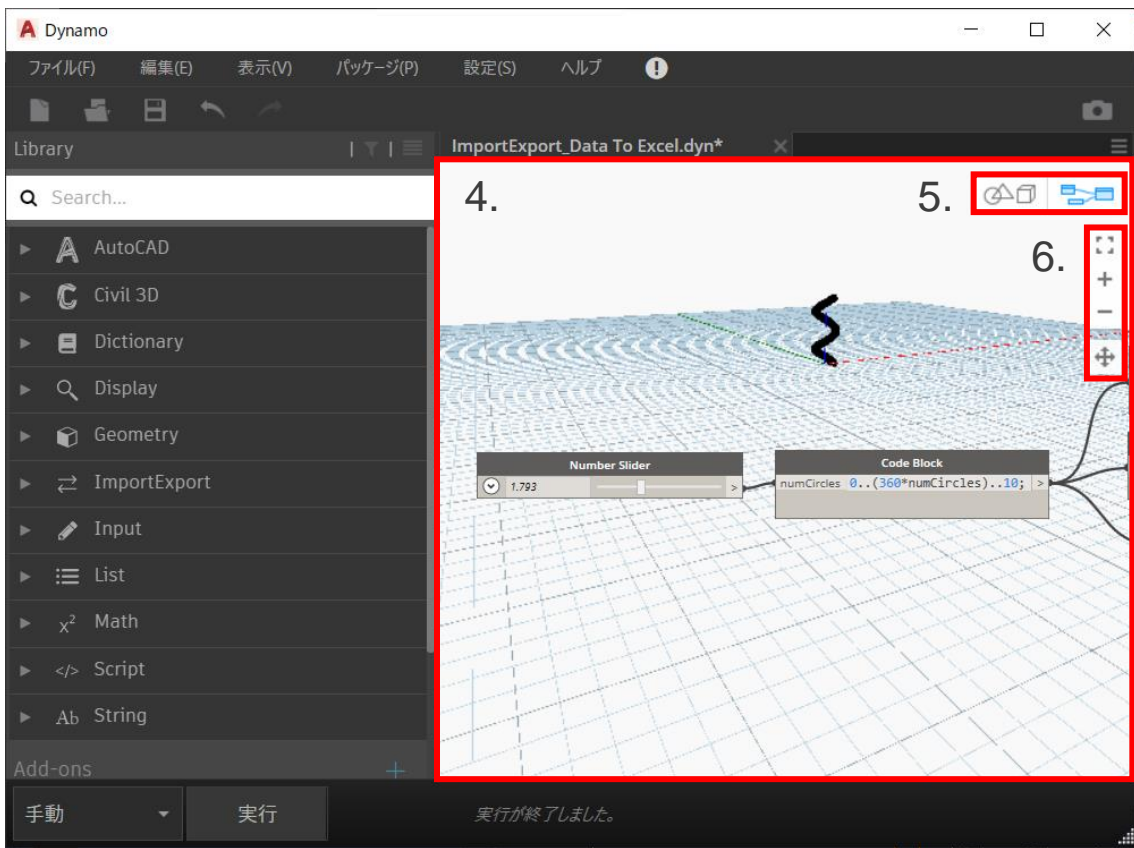 Dynamo
ファイル(F) 編集(E) 表示(V) パッケージ(P) 設定(S) ヘルプ
Library
ImportExport_Data To Excel.dyn*
Search...
4.
5.
6.
AutoCAD
Civil 3D
Dictionary
Display
Geometry
ImportExport
Input
List
x² Math
</> Script
Ab String
Add-ons
Number Slider
1.793 >
Code Block
numCircles 0..(360*numCircles)..10; >
手動 実行 実行が終了しました。